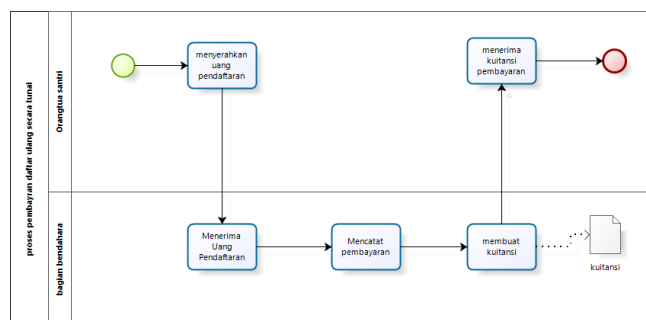 proses pembayran daftar ulang secara tunai
Orangtua santri
menyerahkan
uang
pendaftaran
menerima
kuitansi
pembayaran
bagian bendahara
Menerima
Uang
Pendaftaran
Mencatat
pembayaran
membuat
kuitansi
kuitansi